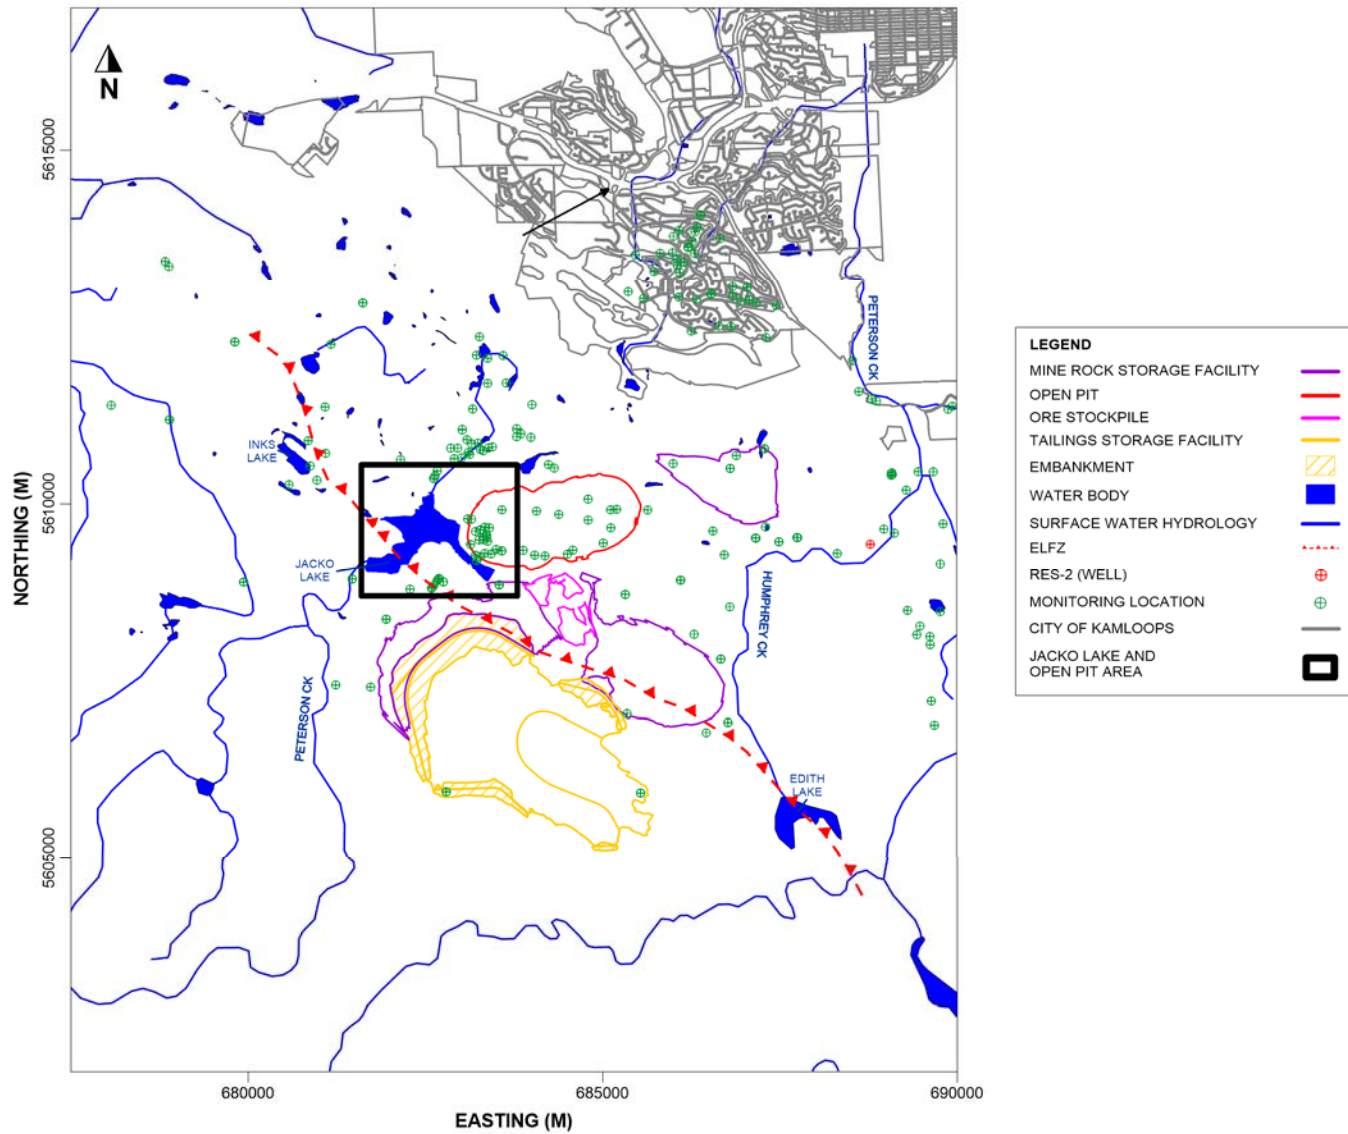 N
5615000
PETERSON CK
INKS
LAKE
5610000
NORTHING (M)
JACKO
LAKE
HUMPHREY CK
PETERSON CK
EDITH
LAKE
5605000
680000
685000
690000
EASTING (M)
LEGEND
MINE ROCK STORAGE FACILITY
OPEN PIT
ORE STOCKPILE
TAILINGS STORAGE FACILITY
EMBANKMENT
WATER BODY
SURFACE WATER HYDROLOGY
ELFZ
RES-2 (WELL)
MONITORING LOCATION
CITY OF KAMLOOPS
JACKO LAKE AND
OPEN PIT AREA